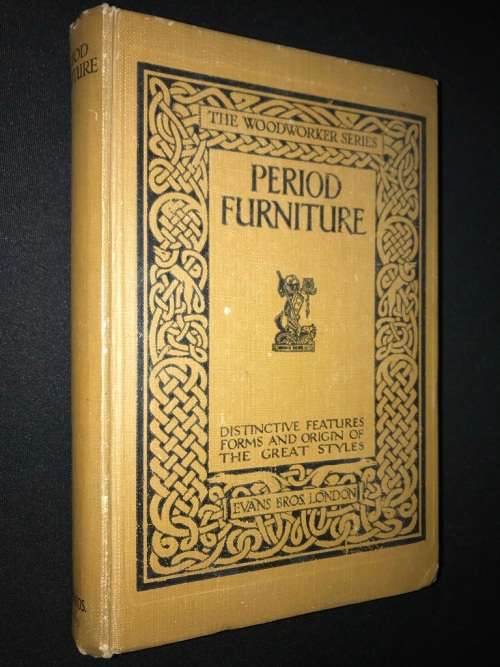 THE WOODWORKER SERIES
PERIOD
FURNITURE
DISTINCTIVE FEATURES
FORMS AND ORIGIN OF
THE GREAT STYLES
EVANS BROS. LONDON